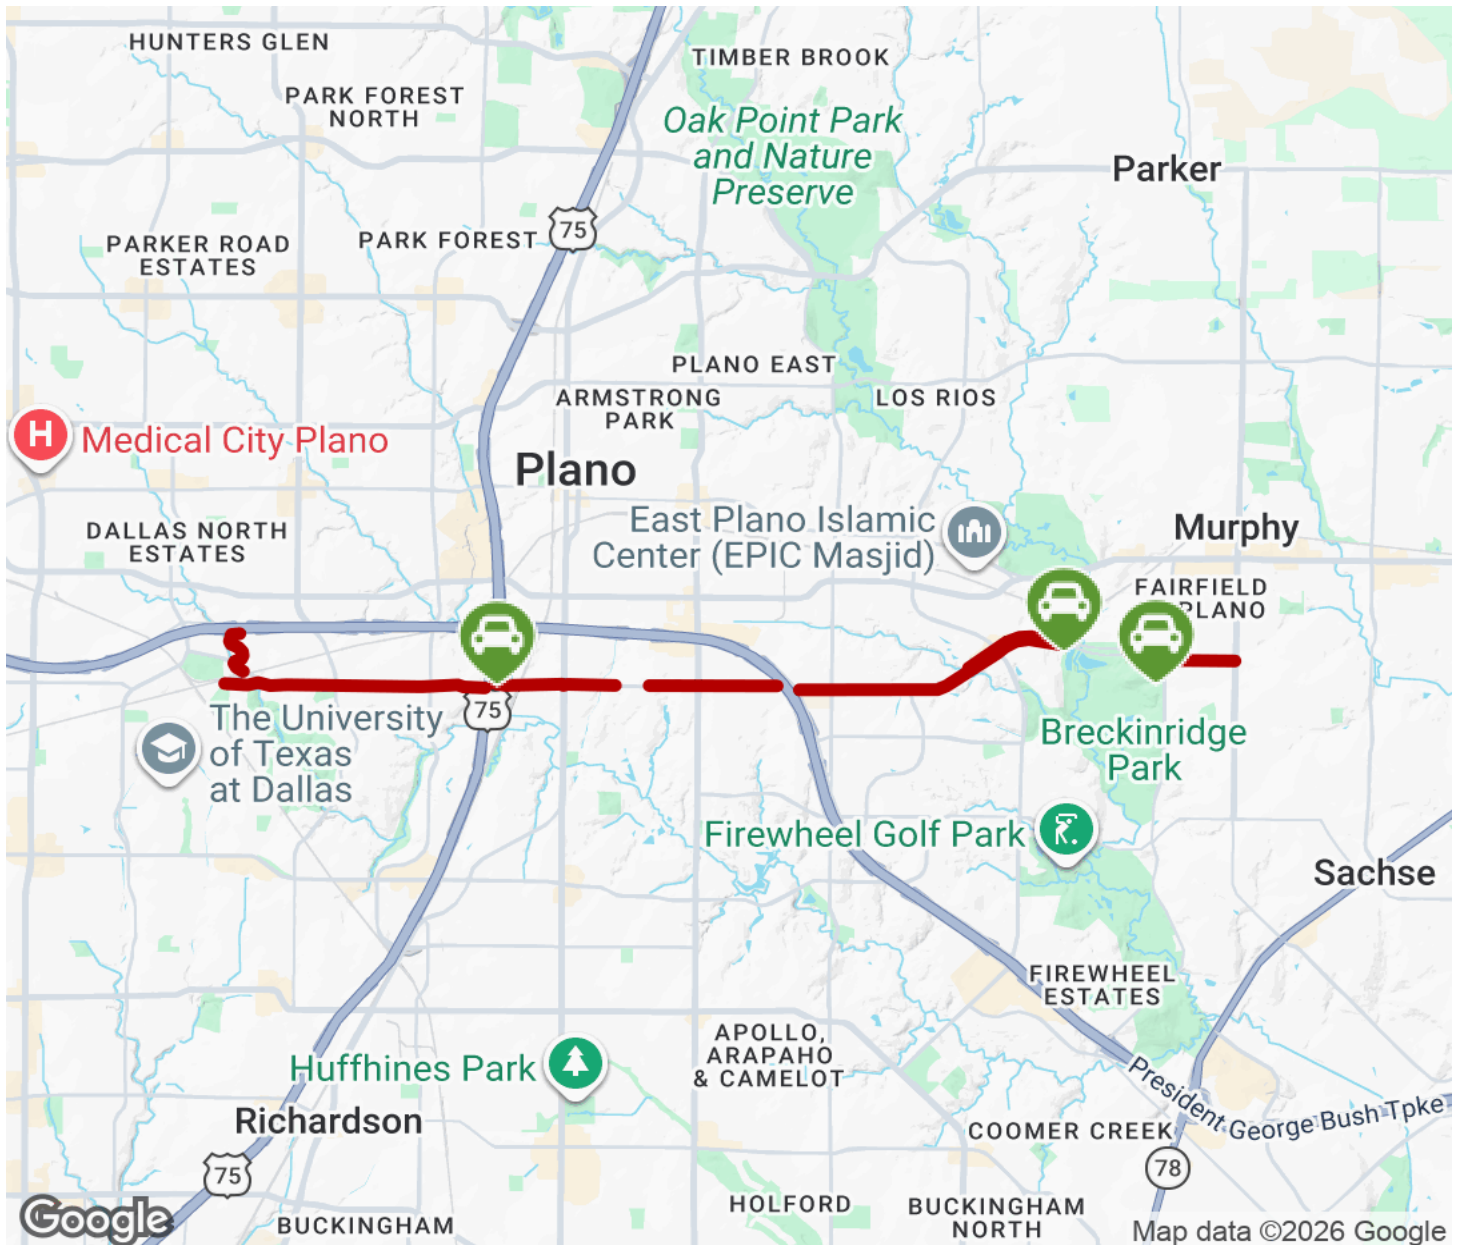 HUNTERS GLEN
TIMBER BROOK
PARK FOREST
NORTH
Oak Point Park
and Nature
Preserve
Parker
PARKER ROAD
ESTATES
PARK FOREST
75
PLANO EAST
ARMSTRONG
PARK
LOS RIOS
H
Medical City Plano
Plano
DALLAS NORTH
ESTATES
East Plano Islamic
Center (EPIC Masjid)
Murphy
FAIRFIELD
PLANO
75
The University
of Texas
at Dallas
Breckinridge
Park
Firewheel Golf Park
Sachse
FIREWHEEL
ESTATES
APOLLO,
ARAPAHO
& CAMELOT
Huffhines Park
President George Bush Tpke
Richardson
COOMER CREEK
75
78
HOLFORD
BUCKINGHAM
NORTH
BUCKINGHAM
Google
Map data ©2026 Google